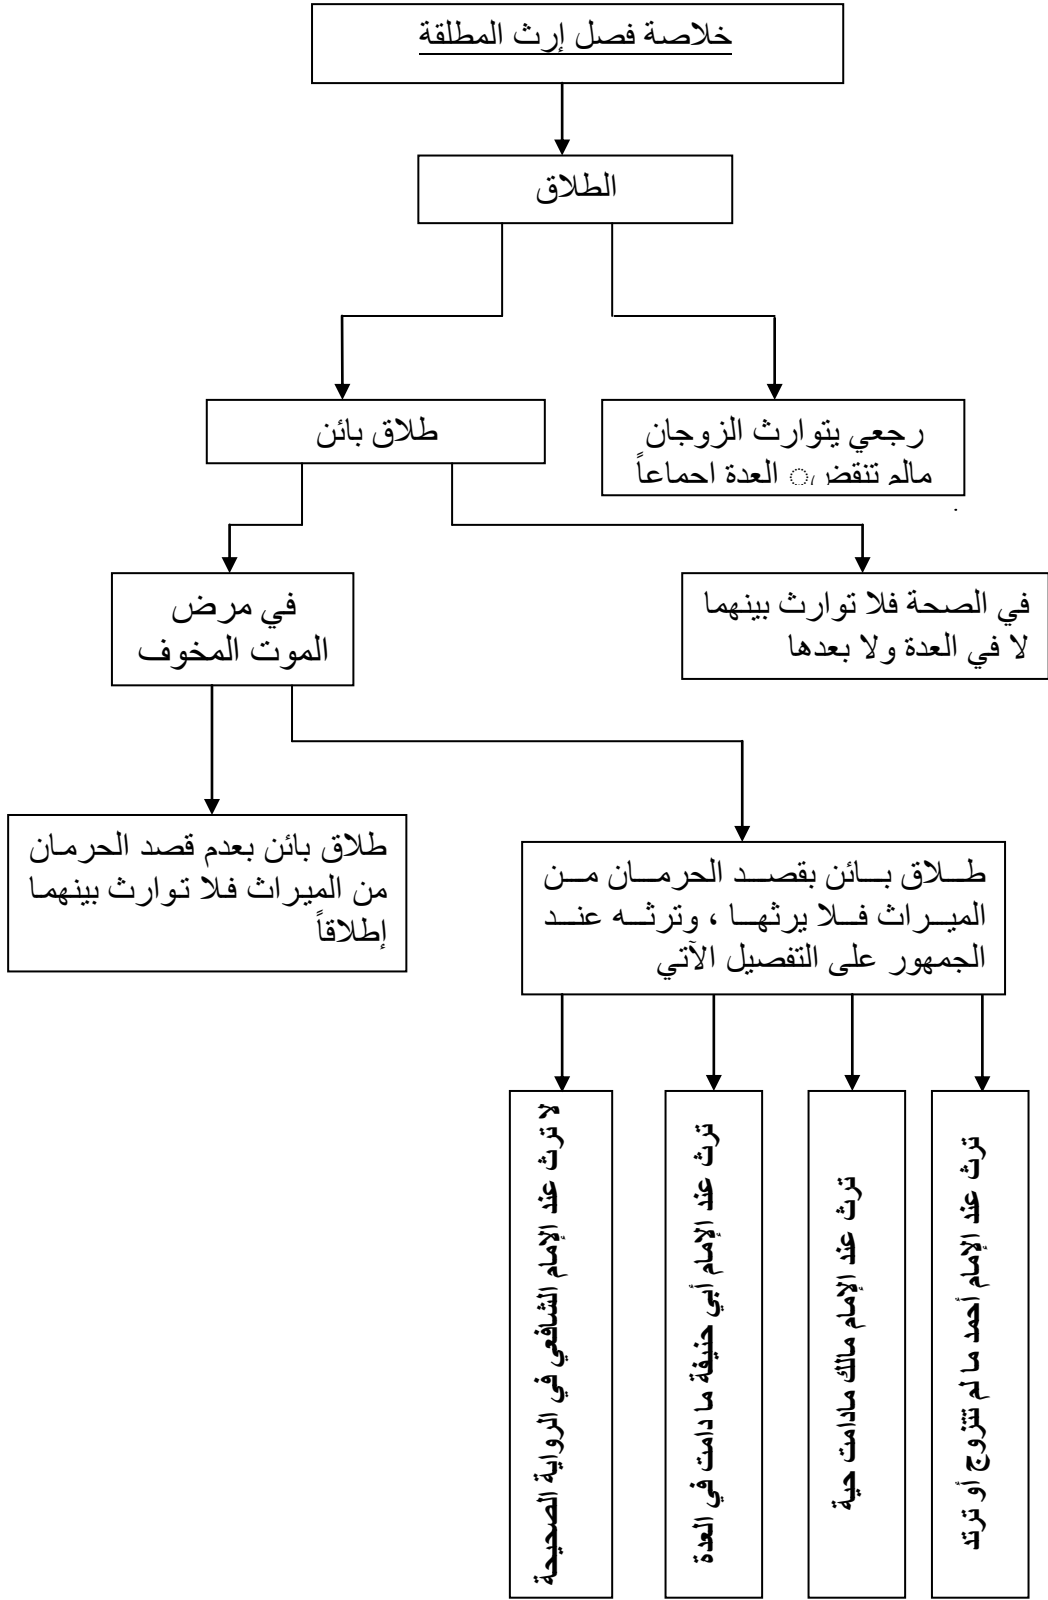 خلاصة فصل إرث المطلقة
الطلاق
رجعي يتوارث الزوجان
مالم تنقض العدة اجماعاً
طلاق بائن
في الصحة فلا توارث بينهما
لا في العدة ولا بعدها
في مرض
الموت المخوف
طلاق بائن بقصد الحرمان من
الميراث فلا يرثها ، وترثه عند
الجمهور على التفصيل الآتي
طلاق بائن بعدم قصد الحرمان
من الميراث فلا توارث بينهما
إطلاقاً
ترث عند الإمام أحمد ما لم تتزوج أو ترتد
ترث عند الإمام مالك مادامت حية
ترث عند الإمام أبي حنيفة ما دامت في العدة
لا ترث عند الإمام الشافعي في الرواية الصحيحة